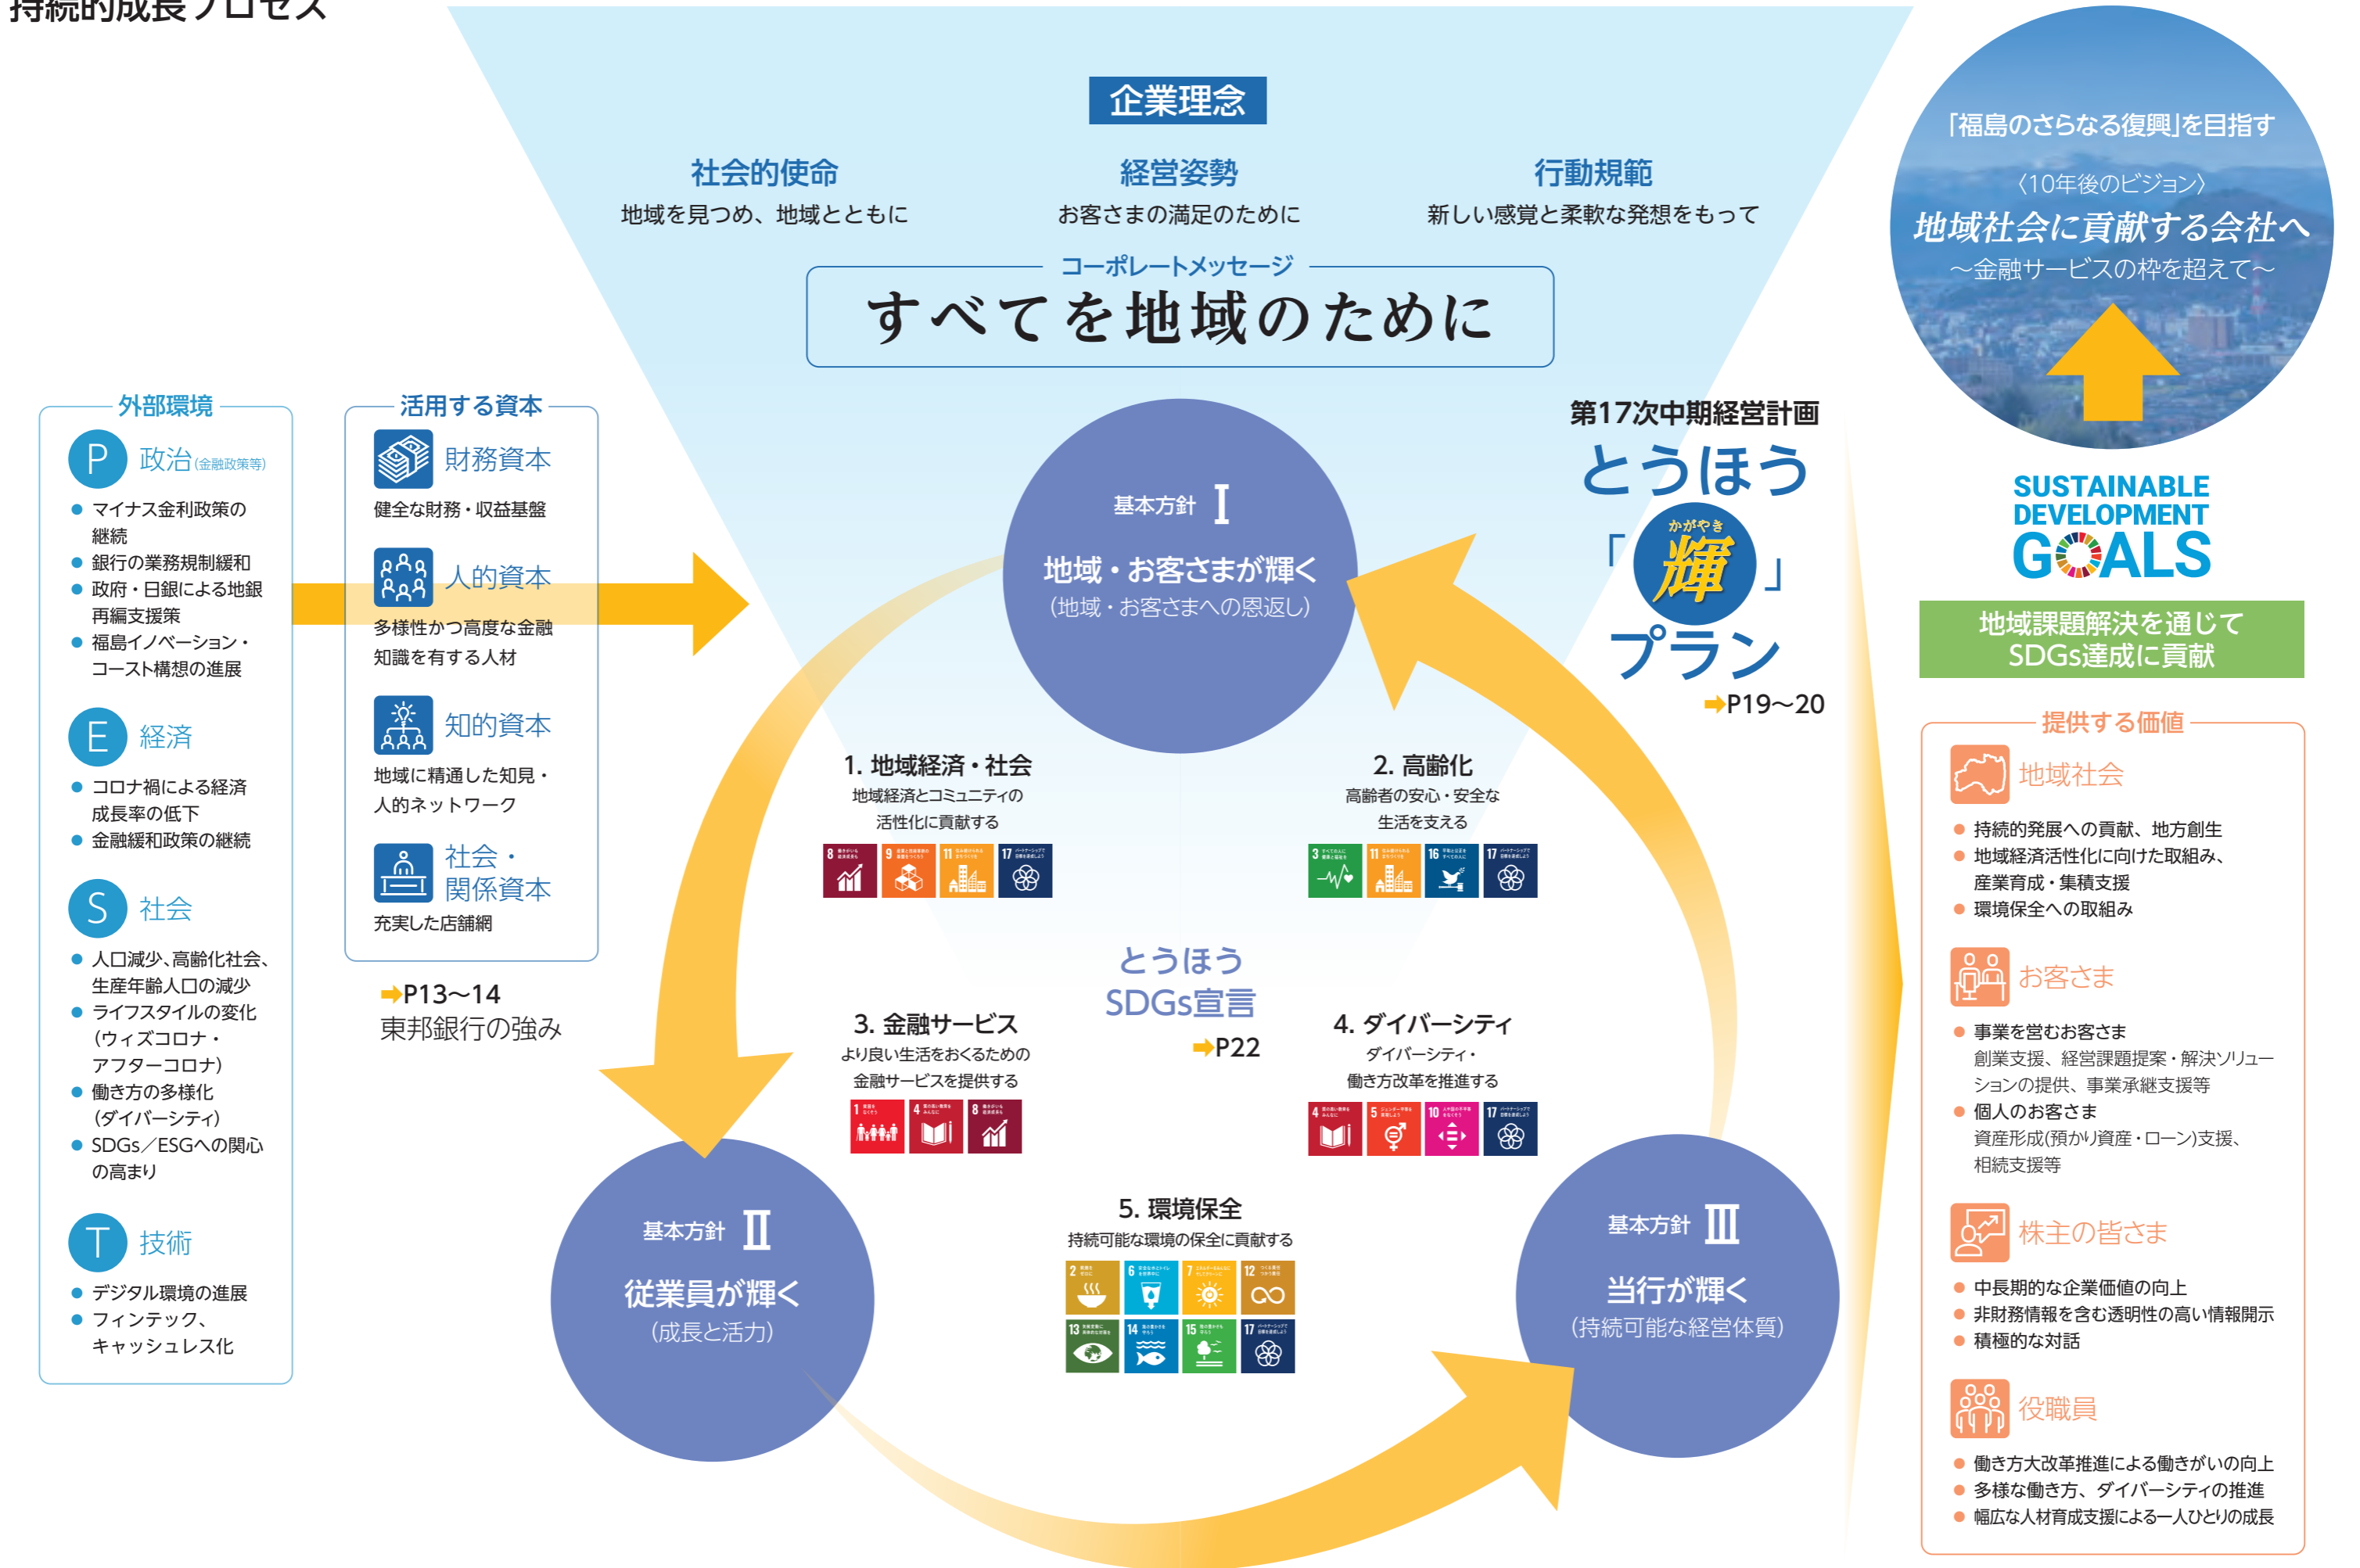 持続的成長プロセス
企業理念
社会的使命
地域を見つめ、地域とともに
経営姿勢
お客さまの満足のために
行動規範
新しい感覚と柔軟な発想をもって
コーポレートメッセージ
すべてを地域のために
「福島のさらなる復興」を目指す
〈10年後のビジョン〉
地域社会に貢献する会社へ
～金融サービスの枠を超えて～
外部環境
P 政治(金融政策等)
● マイナス金利政策の
継続
● 銀行の業務規制緩和
● 政府・日銀による地銀
再編支援策
● 福島イノベーション・
コースト構想の進展
E 経済
● コロナ禍による経済
成長率の低下
● 金融緩和政策の継続
S 社会
● 人口減少、高齢化社会、
生産年齢人口の減少
● ライフスタイルの変化
(ウィズコロナ・
アフターコロナ)
● 働き方の多様化
(ダイバーシティ)
● SDGs／ESGへの関心
の高まり
T 技術
● デジタル環境の進展
● フィンテック、
キャッシュレス化
活用する資本
財務資本
健全な財務・収益基盤
人的資本
多様性かつ高度な金融
知識を有する人材
知的資本
地域に精通した知見・
人的ネットワーク
社会・
関係資本
充実した店舗網
➡P13～14
東邦銀行の強み
基本方針 Ⅰ
地域・お客さまが輝く
(地域・お客さまへの恩返し)
第17次中期経営計画
とうほう
かがやき
「輝」
プラン
➡P19～20
1. 地域経済・社会
地域経済とコミュニティの
活性化に貢献する
8 9 11 17
2. 高齢化
高齢者の安心・安全な
生活を支える
3 11 16 17
とうほう
SDGs宣言
➡P22
3. 金融サービス
より良い生活をおくるための
金融サービスを提供する
1 4 8
4. ダイバーシティ
ダイバーシティ・
働き方改革を推進する
4 5 10 17
5. 環境保全
持続可能な環境の保全に貢献する
2 6 7 12
13 14 15 17
基本方針 Ⅱ
従業員が輝く
(成長と活力)
基本方針 Ⅲ
当行が輝く
(持続可能な経営体質)
SUSTAINABLE
DEVELOPMENT
GOALS
地域課題解決を通じて
SDGs達成に貢献
提供する価値
地域社会
● 持続的発展への貢献、地方創生
● 地域経済活性化に向けた取組み、
産業育成・集積支援
● 環境保全への取組み
お客さま
● 事業を営むお客さま
創業支援、経営課題提案・解決ソリュー
ションの提供、事業承継支援等
● 個人のお客さま
資産形成(預かり資産・ローン)支援、
相続支援等
株主の皆さま
● 中長期的な企業価値の向上
● 非財務情報を含む透明性の高い情報開示
● 積極的な対話
役職員
● 働き方大改革推進による働きがいの向上
● 多様な働き方、ダイバーシティの推進
● 幅広な人材育成支援による一人ひとりの成長